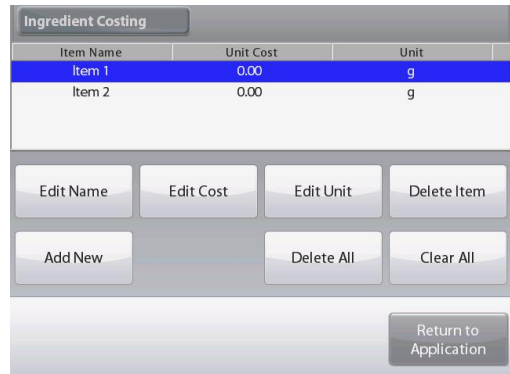 Ingredient Costing
Item Name Unit Cost Unit
Item 1 0.00 g
Item 2 0.00 g
Edit Name Edit Cost Edit Unit Delete Item
Add New Delete All Clear All
Return to
Application